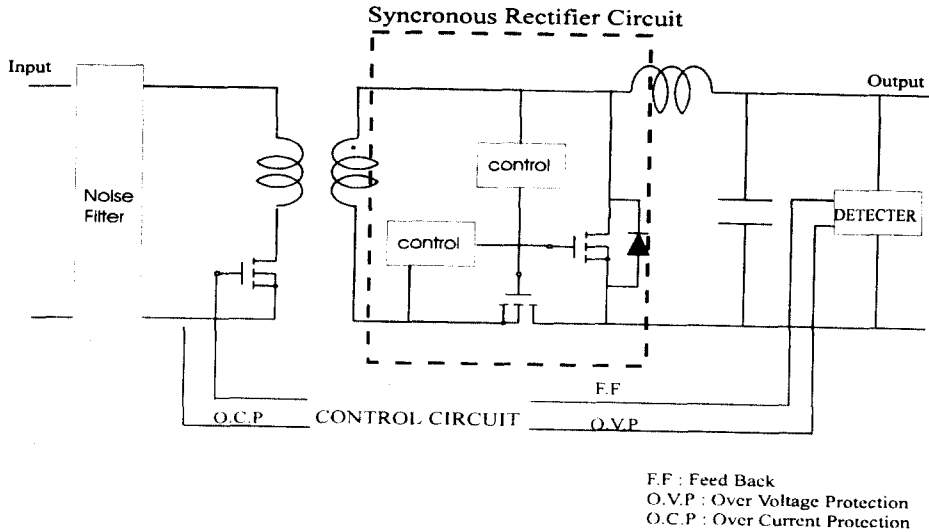 Syncronous Rectifier Circuit
Input
Output
Noise
Filter
control
control
DETECTER
F.F
O.C.P
CONTROL CIRCUIT
O.V.P
F.F : Feed Back
O.V.P : Over Voltage Protection
O.C.P : Over Current Protection